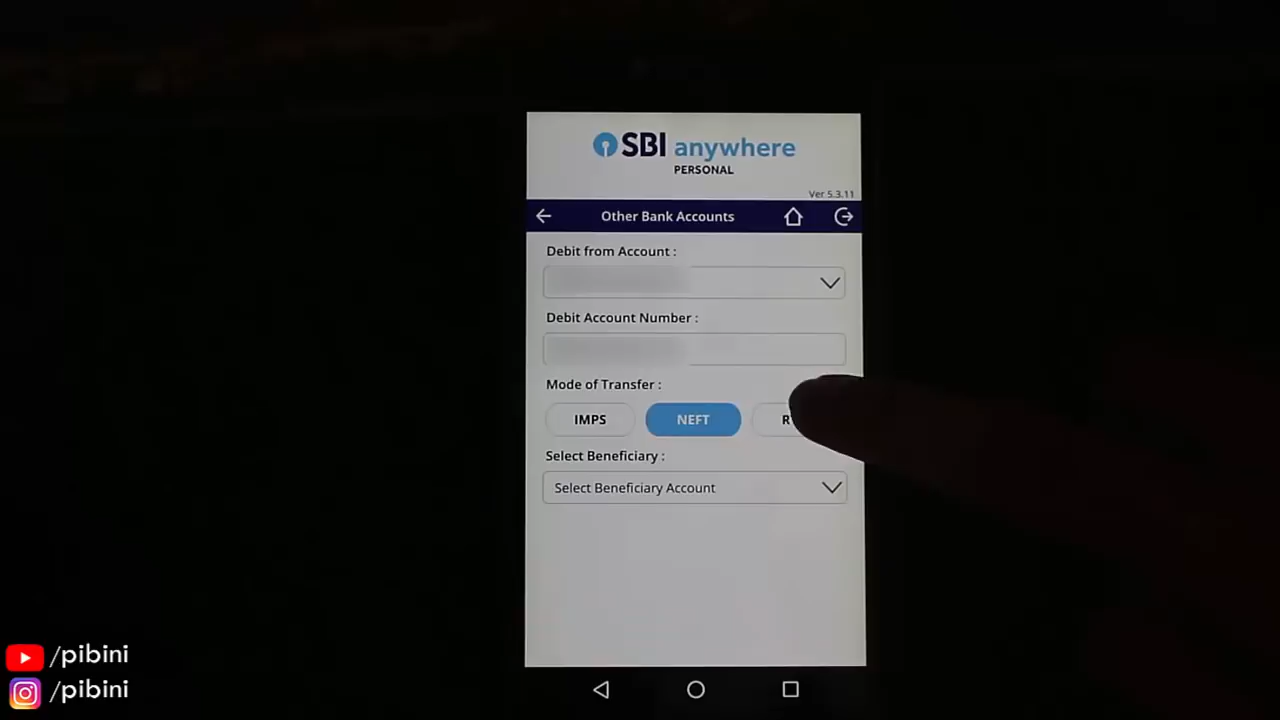 SBI anywhere
PERSONAL
Ver 5.3.11
Other Bank Accounts
Debit from Account :
Debit Account Number :
Mode of Transfer :
IMPS
NEFT
Select Beneficiary :
Select Beneficiary Account
/pibini
/pibini